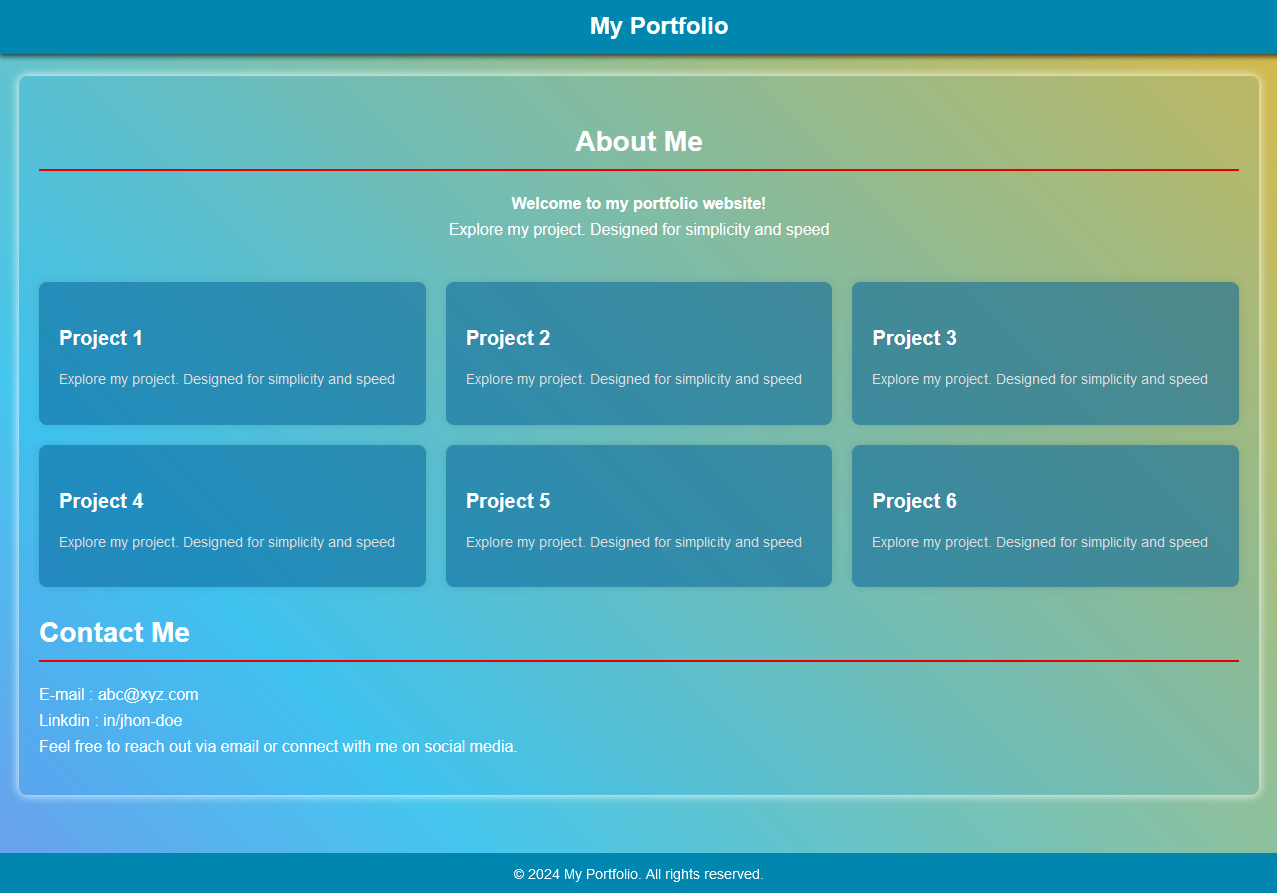 My Portfolio
About Me
Welcome to my portfolio website!
Explore my project. Designed for simplicity and speed
Project 1
Explore my project. Designed for simplicity and speed
Project 2
Explore my project. Designed for simplicity and speed
Project 3
Explore my project. Designed for simplicity and speed
Project 4
Explore my project. Designed for simplicity and speed
Project 5
Explore my project. Designed for simplicity and speed
Project 6
Explore my project. Designed for simplicity and speed
Contact Me
E-mail : abc@xyz.com
Linkdin : in/jhon-doe
Feel free to reach out via email or connect with me on social media.
© 2024 My Portfolio. All rights reserved.